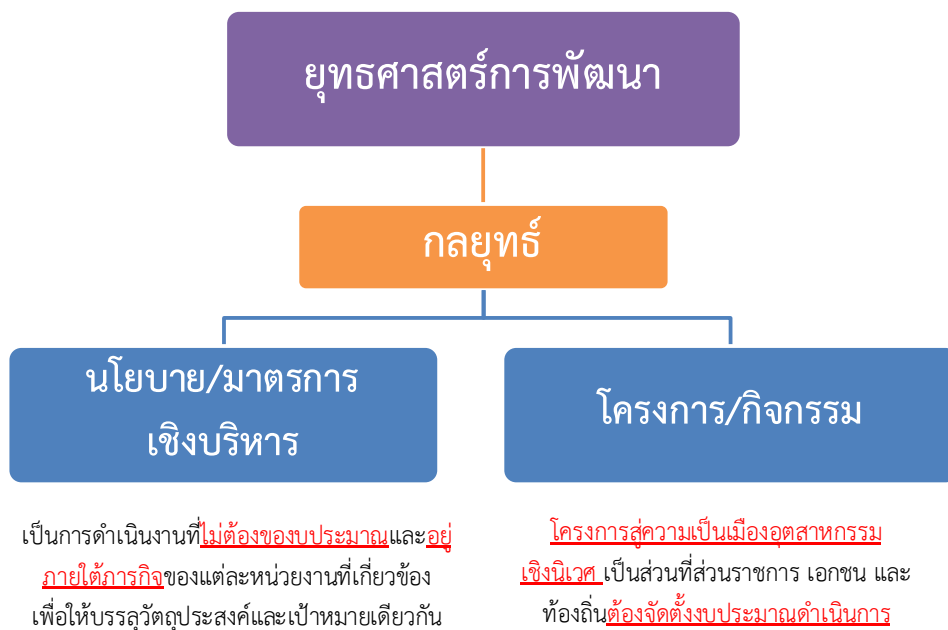 ยุทธศาสตร์การพัฒนา
กลยุทธ์
นโยบาย/มาตรการ
เชิงบริหาร
โครงการ/กิจกรรม
เป็นการดำเนินงานที่ไม่ต้องของบประมาณและอยู่
ภายใต้ภารกิจของแต่ละหน่วยงานที่เกี่ยวข้อง
เพื่อให้บรรลุวัตถุประสงค์และเป้าหมายเดียวกัน
โครงการสู่ความเป็นเมืองอุตสาหกรรม
เชิงนิเวศ เป็นส่วนที่ส่วนราชการ เอกชน และ
ท้องถิ่นต้องจัดตั้งงบประมาณดำเนินการ